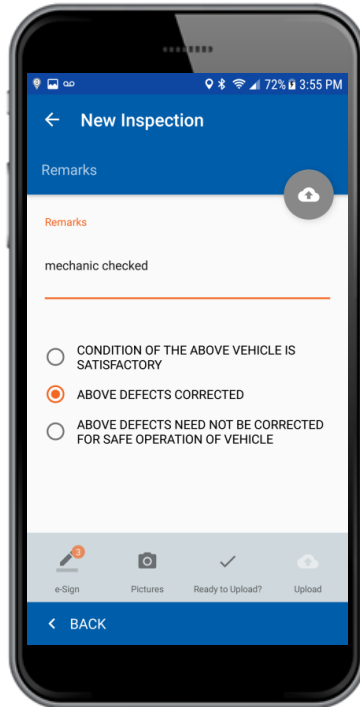 72% 3:55 PM
New Inspection
Remarks
Remarks
mechanic checked
CONDITION OF THE ABOVE VEHICLE IS
SATISFACTORY
ABOVE DEFECTS CORRECTED
ABOVE DEFECTS NEED NOT BE CORRECTED
FOR SAFE OPERATION OF VEHICLE
3
e-Sign Pictures Ready to Upload? Upload
BACK